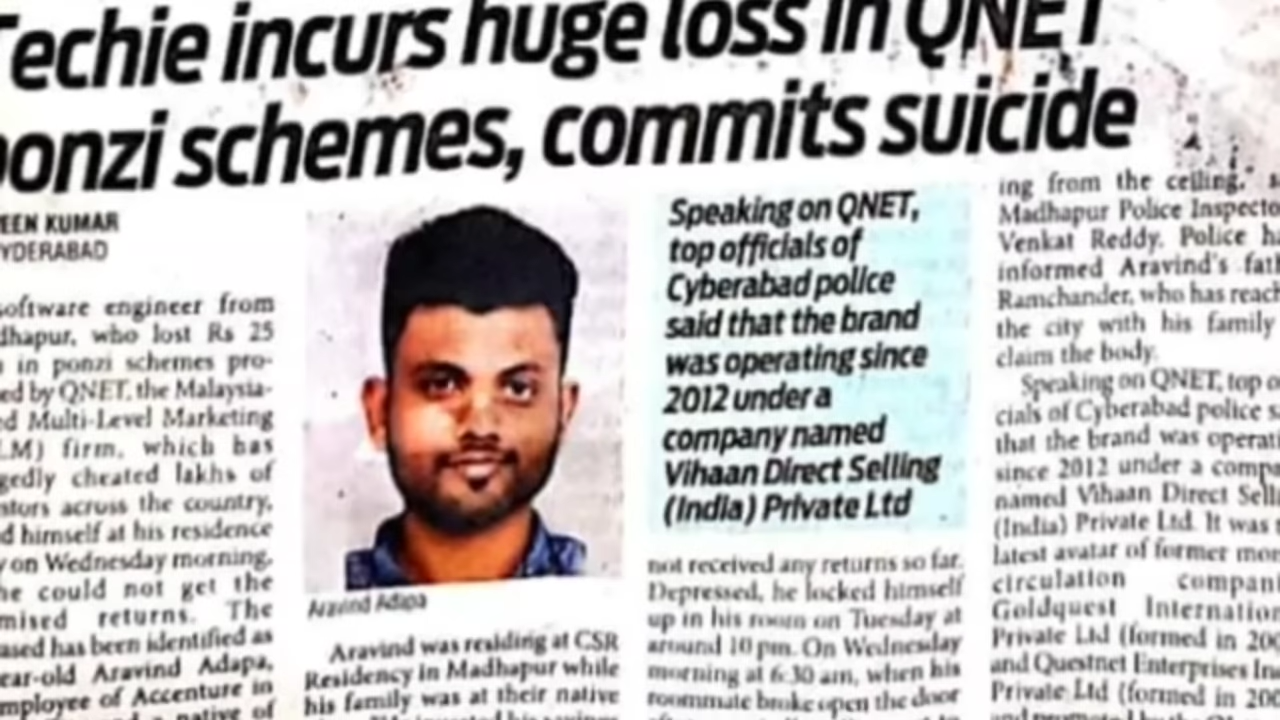 Techie incurs huge loss in QNET
ponzi schemes, commits suicide
EEN KUMAR
YDERABAD
software engineer from
dhapur, who lost Rs 25
in ponzi schemes pro-
ed by QNET, the Malaysia-
ed Multi-Level Marketing
LM) firm, which has
gedly cheated lakhs of
stors across the country,
d himself at his residence
y on Wednesday morning,
he could not get the
mised returns. The
ased has been identified as
ear-old Aravind Adapa,
mployee of Accenture in
a native of
Aravind Adapa
Aravind was residing at CSR
Residency in Madhapur while
his family was at their native
Speaking on QNET,
top officials of
Cyberabad police
said that the brand
was operating since
2012 under a
company named
Vihaan Direct Selling
(India) Private Ltd
not received any returns so far.
Depressed, he locked himself
up in his room on Tuesday at
around 10 pm. On Wednesday
morning at 6:30 am, when his
roommate broke open the door
ing from the ceiling," s
Madhapur Police Inspecto
Venkat Reddy. Police ha
informed Aravind's fath
Ramchander, who has reach
the city with his family
claim the body.
Speaking on QNET, top o
cials of Cyberabad police s
that the brand was operati
since 2012 under a compa
named Vihaan Direct Sell
(India) Private Ltd. It was
latest avatar of former mon
circulation compani
Goldquest Internation
Private Ltd (formed in 200
and Questnet Enterprises Ind
Private Ltd (formed in 200